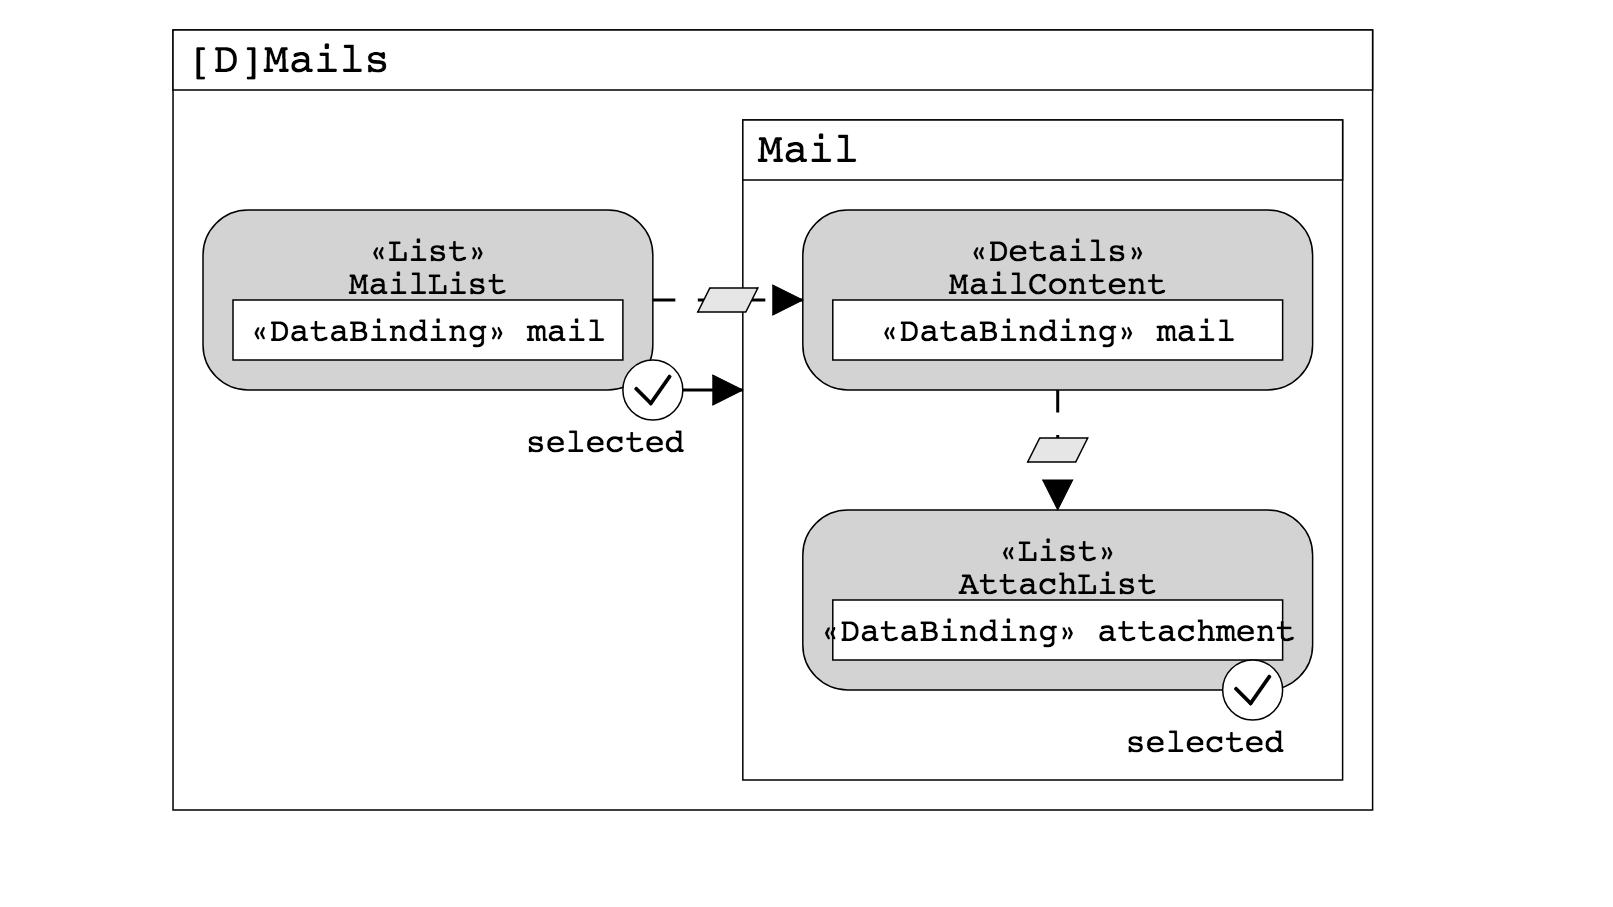 [D]Mails
Mail
«List»
MailList
«DataBinding» mail
selected
«Details»
MailContent
«DataBinding» mail
«List»
AttachList
«DataBinding» attachment
selected